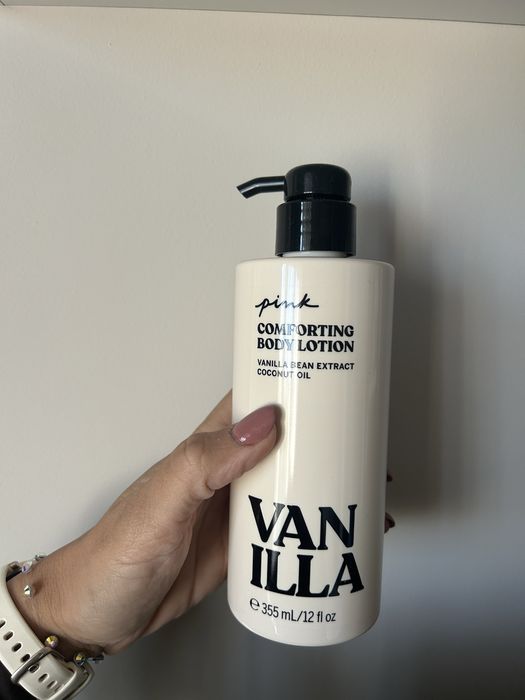 pink
COMFORTING
BODY LOTION
VANILLA BEAN EXTRACT
COCONUT OIL
VAN
ILLA
℮ 355 mL/12 fl oz